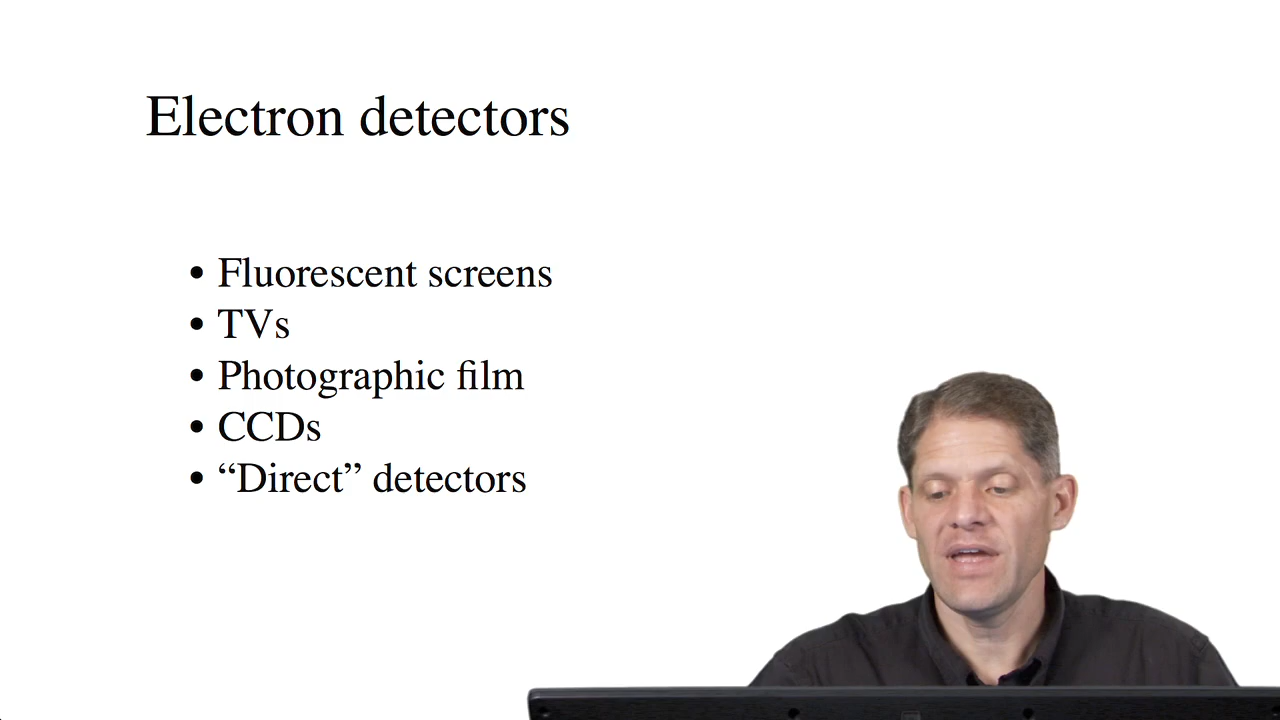 Electron detectors
• Fluorescent screens
• TVs
• Photographic film
• CCDs
• “Direct” detectors